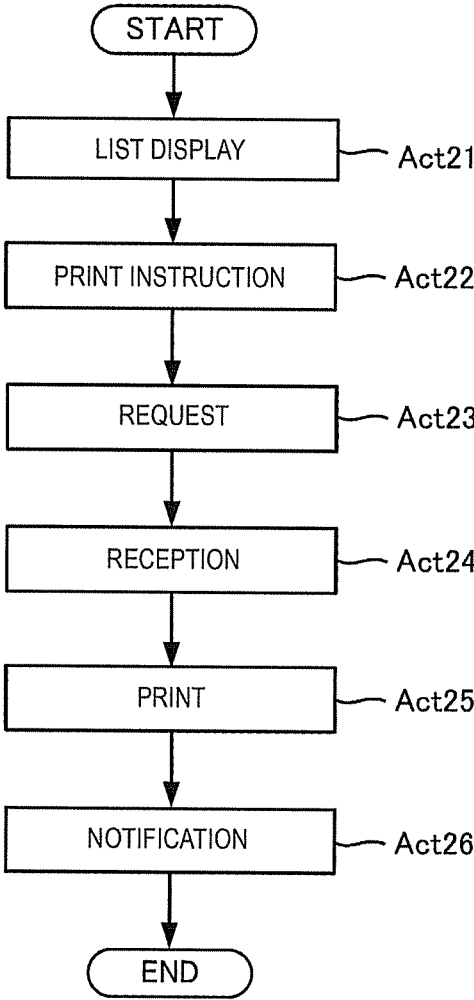 START
LIST DISPLAY
Act21
PRINT INSTRUCTION
Act22
REQUEST
Act23
RECEPTION
Act24
PRINT
Act25
NOTIFICATION
Act26
END